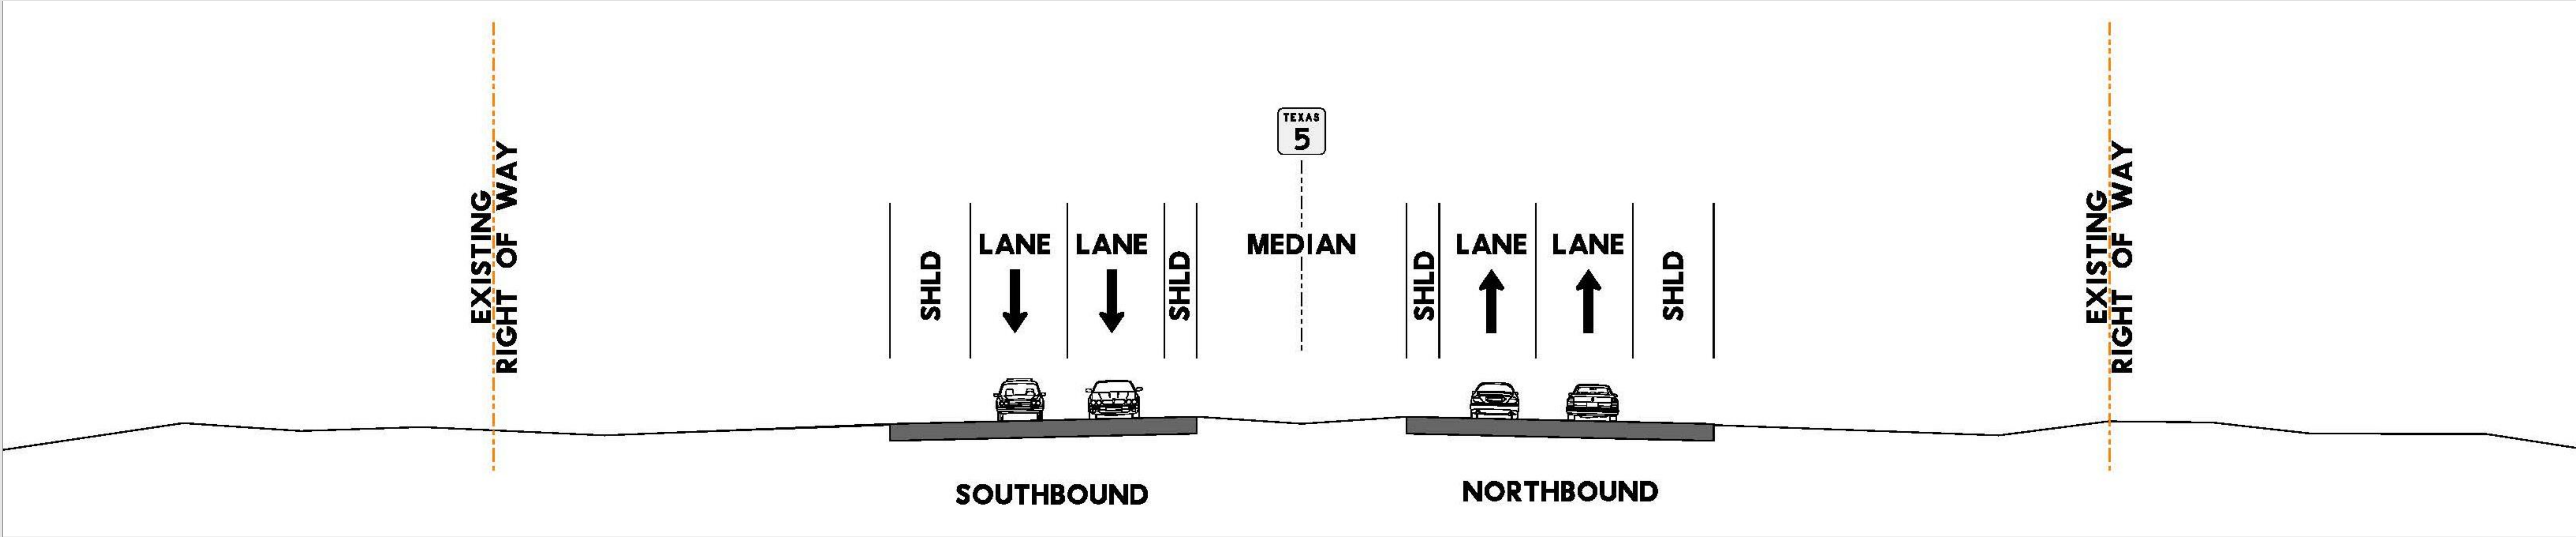 EXISTING
RIGHT OF WAY
SHLD
LANE
LANE
SHLD
TEXAS
5
MEDIAN
SHLD
LANE
LANE
SHLD
EXISTING
RIGHT OF WAY
SOUTHBOUND
NORTHBOUND